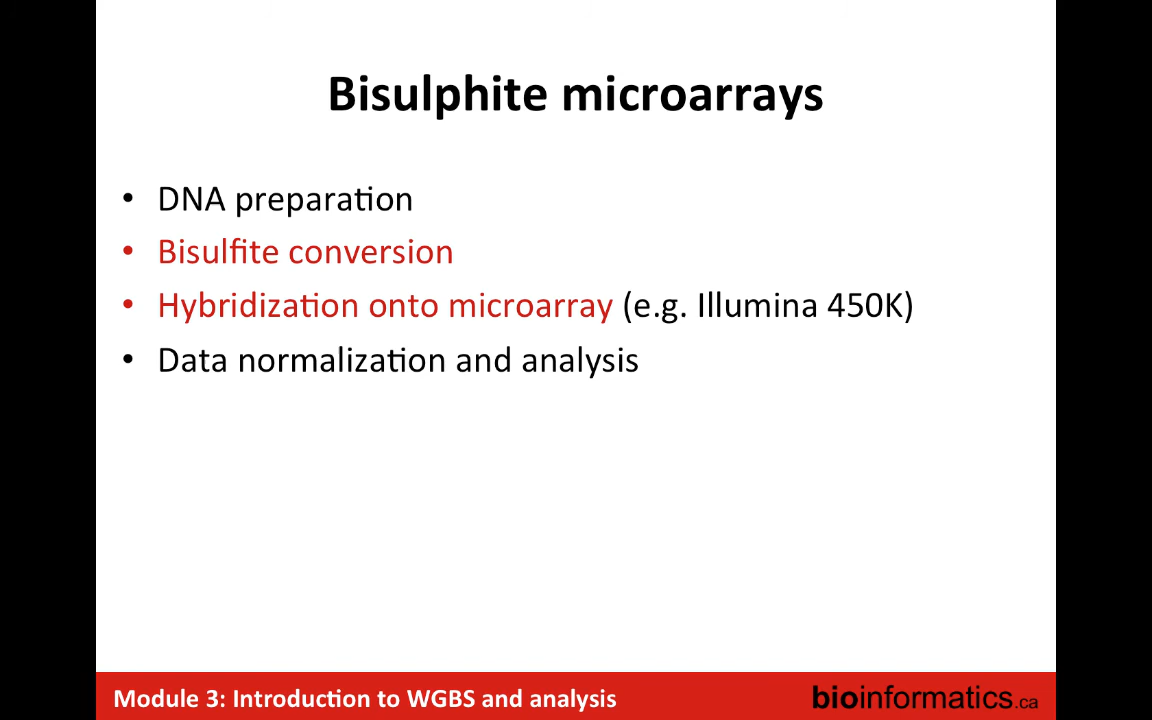 Bisulphite microarrays
• DNA preparation
• Bisulfite conversion
• Hybridization onto microarray (e.g. Illumina 450K)
• Data normalization and analysis
Module 3: Introduction to WGBS and analysis
bioinformatics.ca